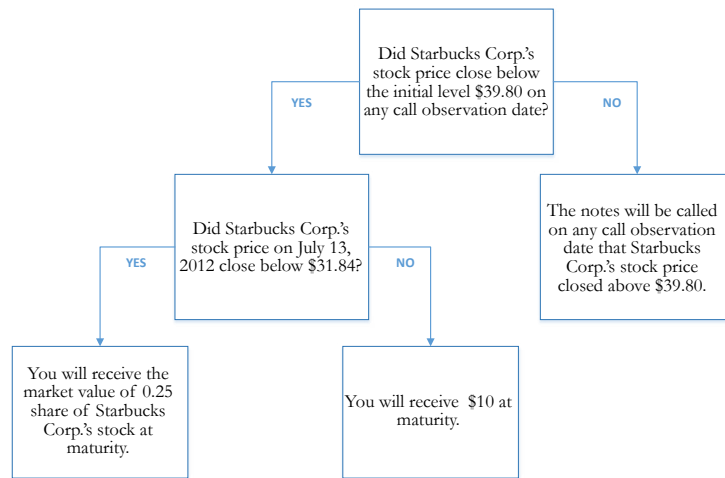 Did Starbucks Corp.'s
stock price close below
the initial level $39.80 on
any call observation date?
YES
NO
Did Starbucks Corp.'s
stock price on July 13,
2012 close below $31.84?
The notes will be called
on any call observation
date that Starbucks
Corp.'s stock price
closed above $39.80.
YES
NO
You will receive the
market value of 0.25
share of Starbucks
Corp.'s stock at
maturity.
You will receive $10 at
maturity.